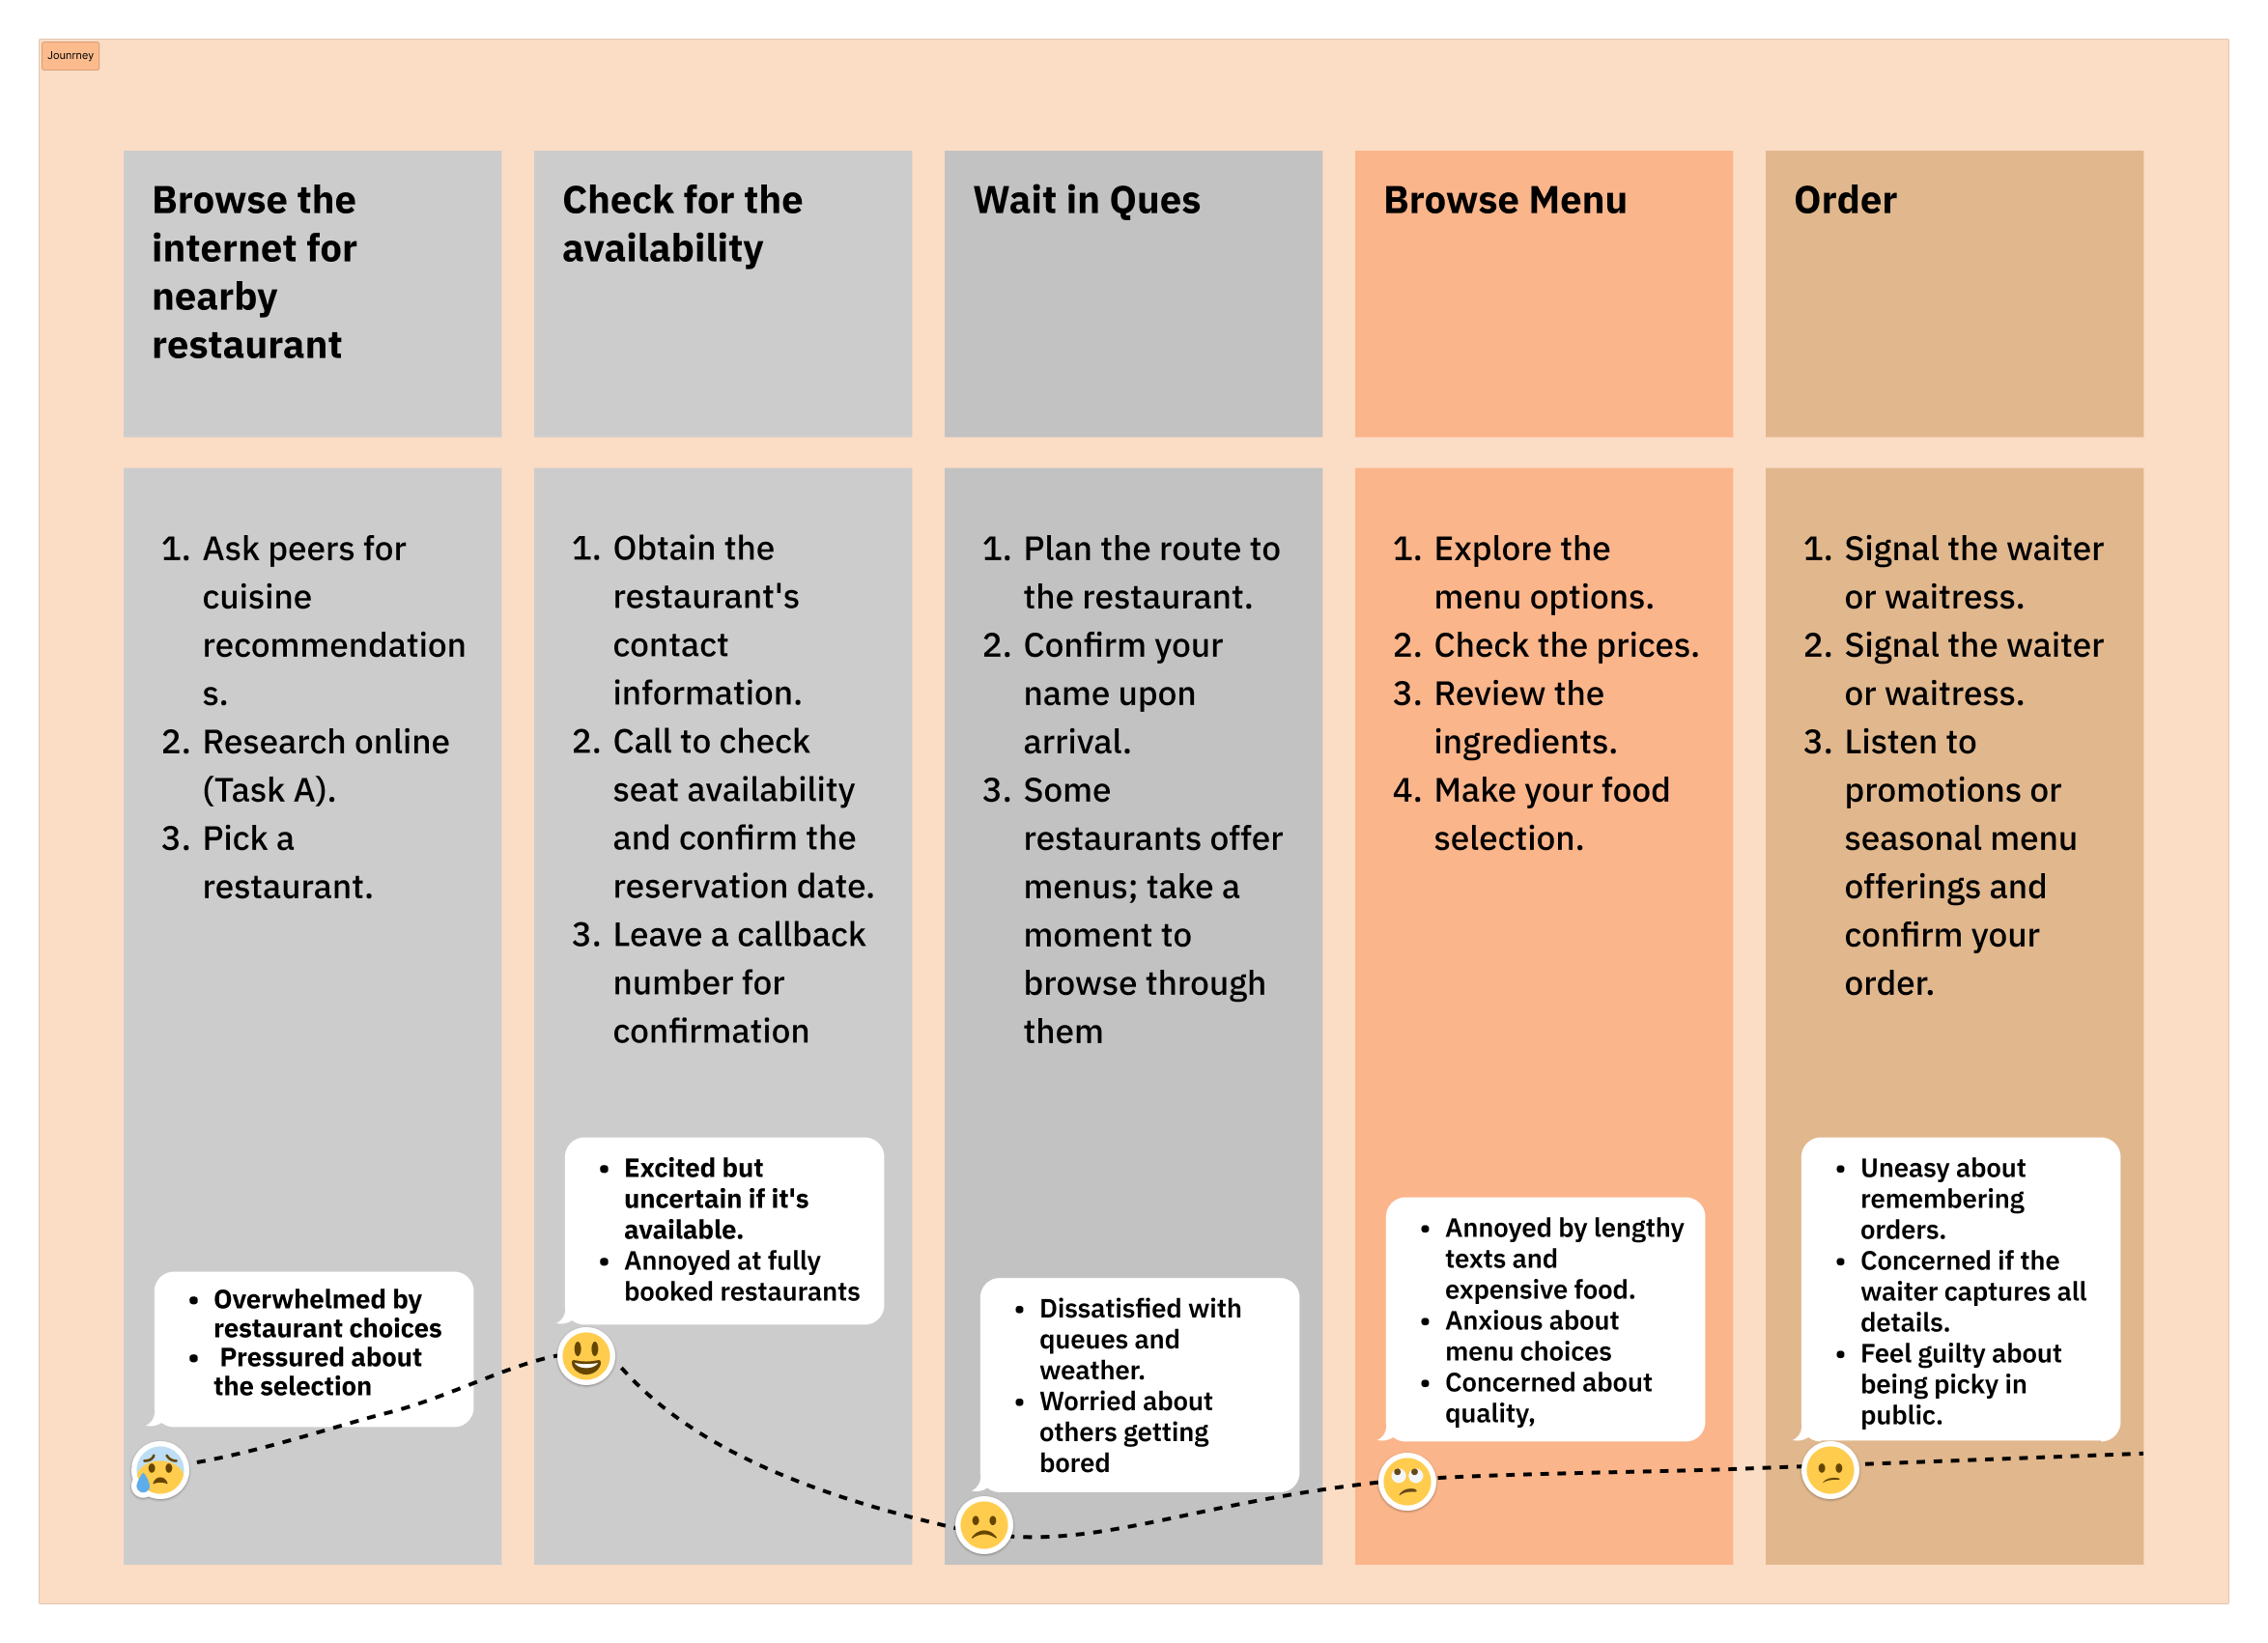 Jounrney
Browse the
internet for
nearby
restaurant
Check for the
availability
Wait in Ques
Browse Menu
Order
1. Ask peers for
cuisine
recommendation
s.
2. Research online
(Task A).
3. Pick a
restaurant.
1. Obtain the
restaurant's
contact
information.
2. Call to check
seat availability
and confirm the
reservation date.
3. Leave a callback
number for
confirmation
1. Plan the route to
the restaurant.
2. Confirm your
name upon
arrival.
3. Some
restaurants offer
menus; take a
moment to
browse through
them
1. Explore the
menu options.
2. Check the prices.
3. Review the
ingredients.
4. Make your food
selection.
1. Signal the waiter
or waitress.
2. Signal the waiter
or waitress.
3. Listen to
promotions or
seasonal menu
offerings and
confirm your
order.
• Overwhelmed by
restaurant choices
• Pressured about
the selection
• Excited but
uncertain if it's
available.
• Annoyed at fully
booked restaurants
• Dissatisfied with
queues and
weather.
• Worried about
others getting
bored
• Annoyed by lengthy
texts and
expensive food.
• Anxious about
menu choices
• Concerned about
quality,
• Uneasy about
remembering
orders.
• Concerned if the
waiter captures all
details.
• Feel guilty about
being picky in
public.